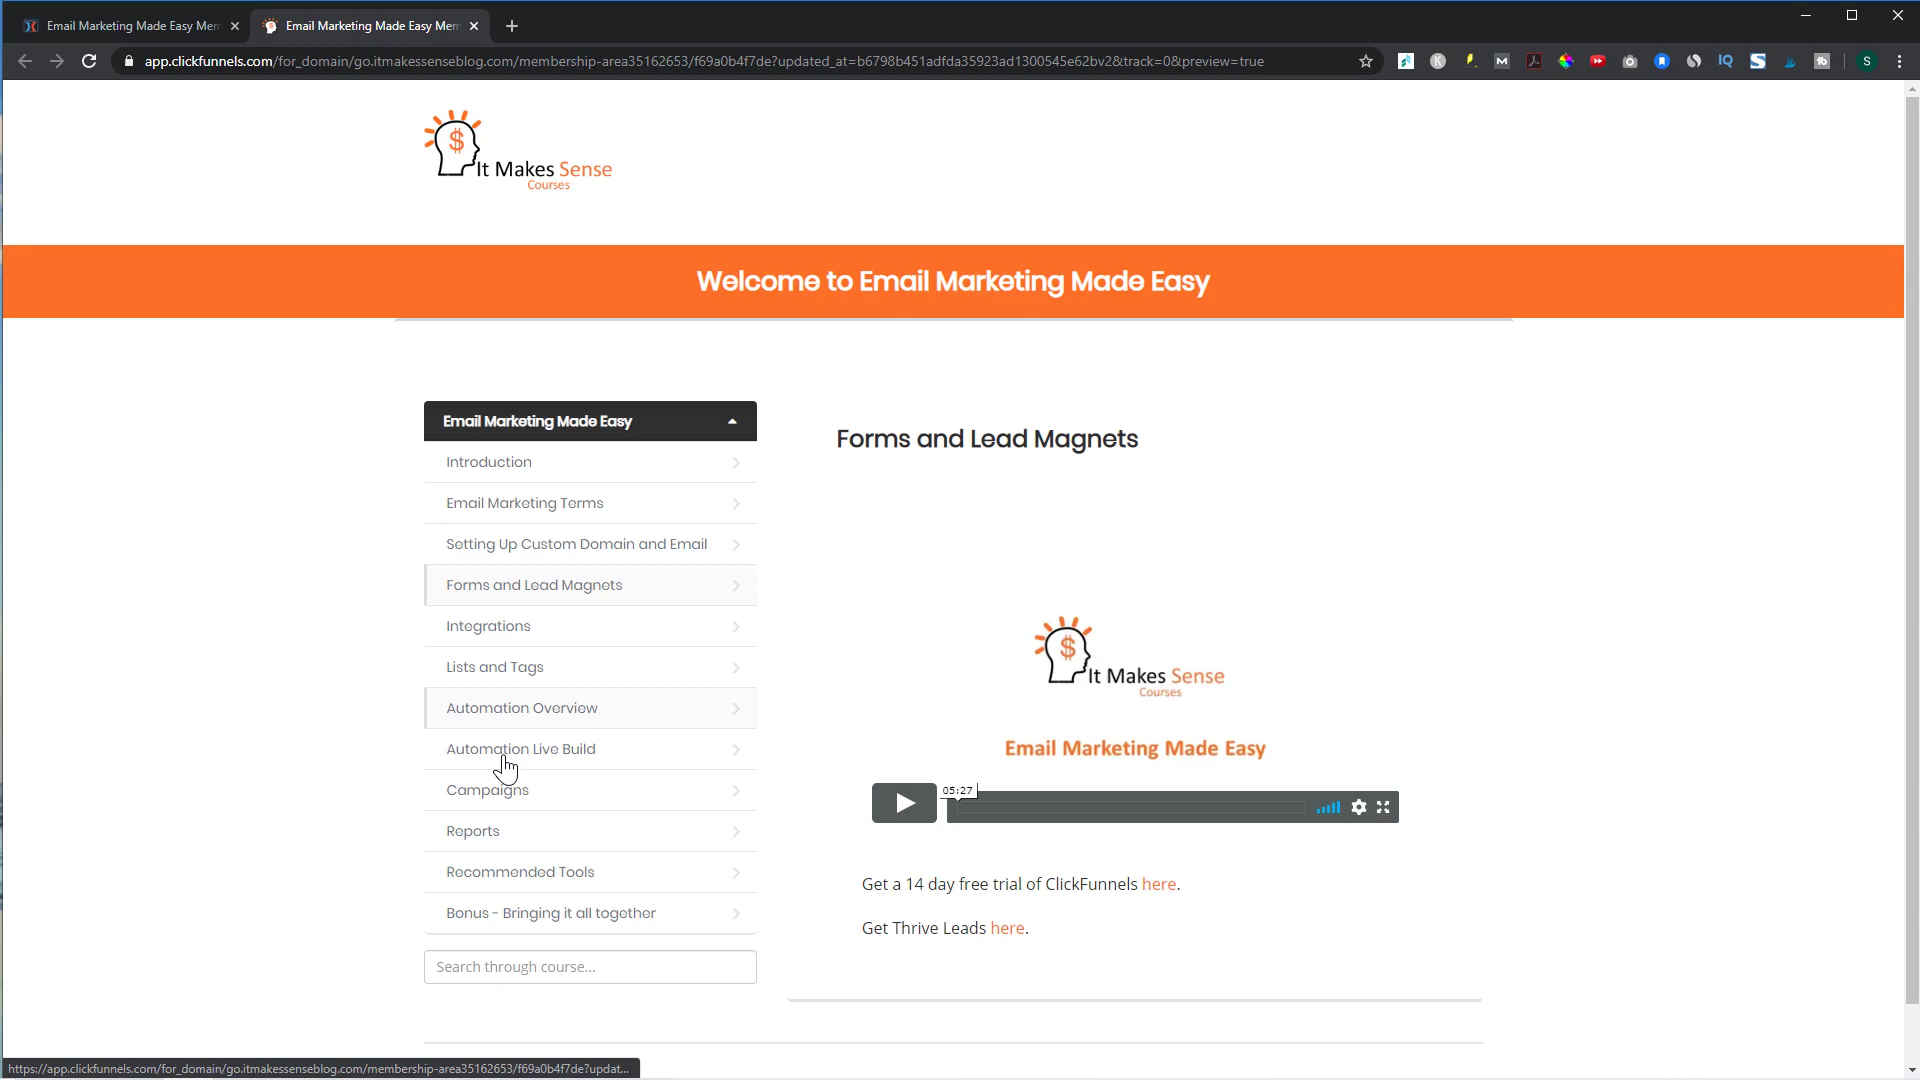 Email Marketing Made Easy Mem
Email Marketing Made Easy Mem
app.clickfunnels.com/for_domain/go.itmakessenseblog.com/membership-area35162653/f69a0b4f7de?updated_at=b6798b451adfda35923ad1300545e62bv2&track=0&preview=true
It Makes Sense
Courses
Welcome to Email Marketing Made Easy
Email Marketing Made Easy
Introduction
Email Marketing Terms
Setting Up Custom Domain and Email
Forms and Lead Magnets
Integrations
Lists and Tags
Automation Overview
Automation Live Build
Campaigns
Reports
Recommended Tools
Bonus - Bringing it all together
Search through course...
Forms and Lead Magnets
It Makes Sense
Courses
Email Marketing Made Easy
05:27
Get a 14 day free trial of ClickFunnels here.
Get Thrive Leads here.
https://app.clickfunnels.com/for_domain/go.itmakessenseblog.com/membership-area35162653/f69a0b4f7de?updat...